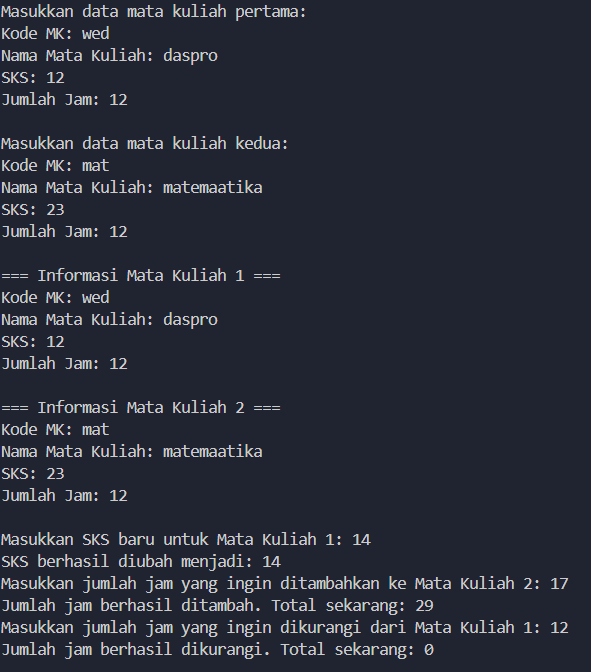 Masukkan data mata kuliah pertama:
Kode MK: wed
Nama Mata Kuliah: daspro
SKS: 12
Jumlah Jam: 12
Masukkan data mata kuliah kedua:
Kode MK: mat
Nama Mata Kuliah: matemaatika
SKS: 23
Jumlah Jam: 12
=== Informasi Mata Kuliah 1 ===
Kode MK: wed
Nama Mata Kuliah: daspro
SKS: 12
Jumlah Jam: 12
=== Informasi Mata Kuliah 2 ===
Kode MK: mat
Nama Mata Kuliah: matemaatika
SKS: 23
Jumlah Jam: 12
Masukkan SKS baru untuk Mata Kuliah 1: 14
SKS berhasil diubah menjadi: 14
Masukkan jumlah jam yang ingin ditambahkan ke Mata Kuliah 2: 17
Jumlah jam berhasil ditambah. Total sekarang: 29
Masukkan jumlah jam yang ingin dikurangi dari Mata Kuliah 1: 12
Jumlah jam berhasil dikurangi. Total sekarang: 0